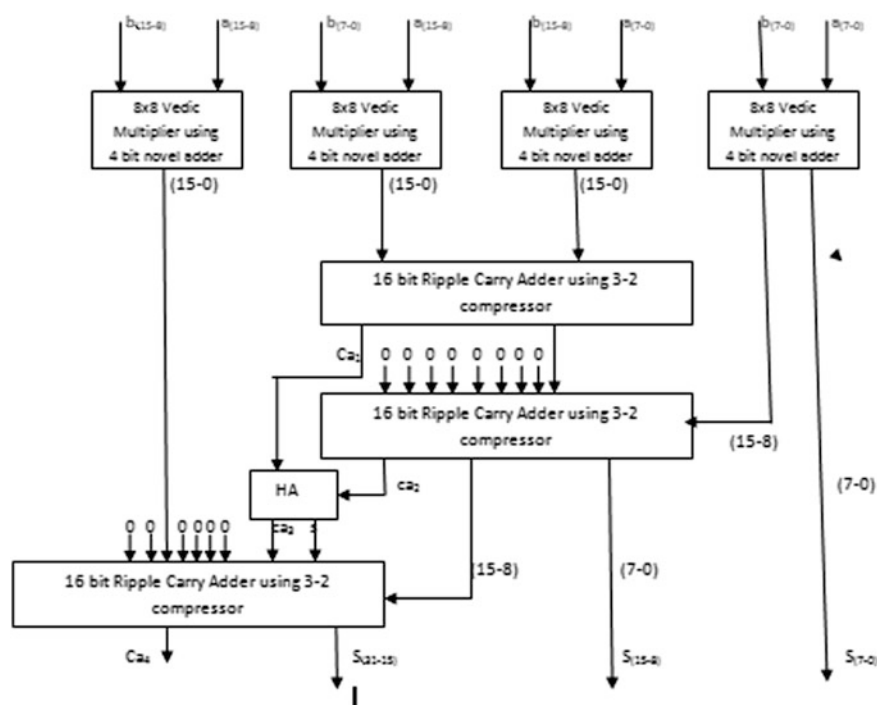 b(15-8) a(15-8) b(7-0) a(15-8) b(15-8) a(7-0) b(7-0) a(7-0)
8x8 Vedic
Multiplier using
4 bit novel adder
8x8 Vedic
Multiplier using
4 bit novel adder
8x8 Vedic
Multiplier using
4 bit novel adder
8x8 Vedic
Multiplier using
4 bit novel adder
(15-0) (15-0) (15-0)
16 bit Ripple Carry Adder using 3-2
compressor
Ca₁ 0 0 0 0 0 0 0 0
16 bit Ripple Carry Adder using 3-2
compressor
(15-8)
HA
ca₂
(7-0)
0 0 0 0 0 0
ca₃ s
16 bit Ripple Carry Adder using 3-2
compressor
(15-8) (7-0)
Ca₄ S(31-15) S(15-8) S(7-0)